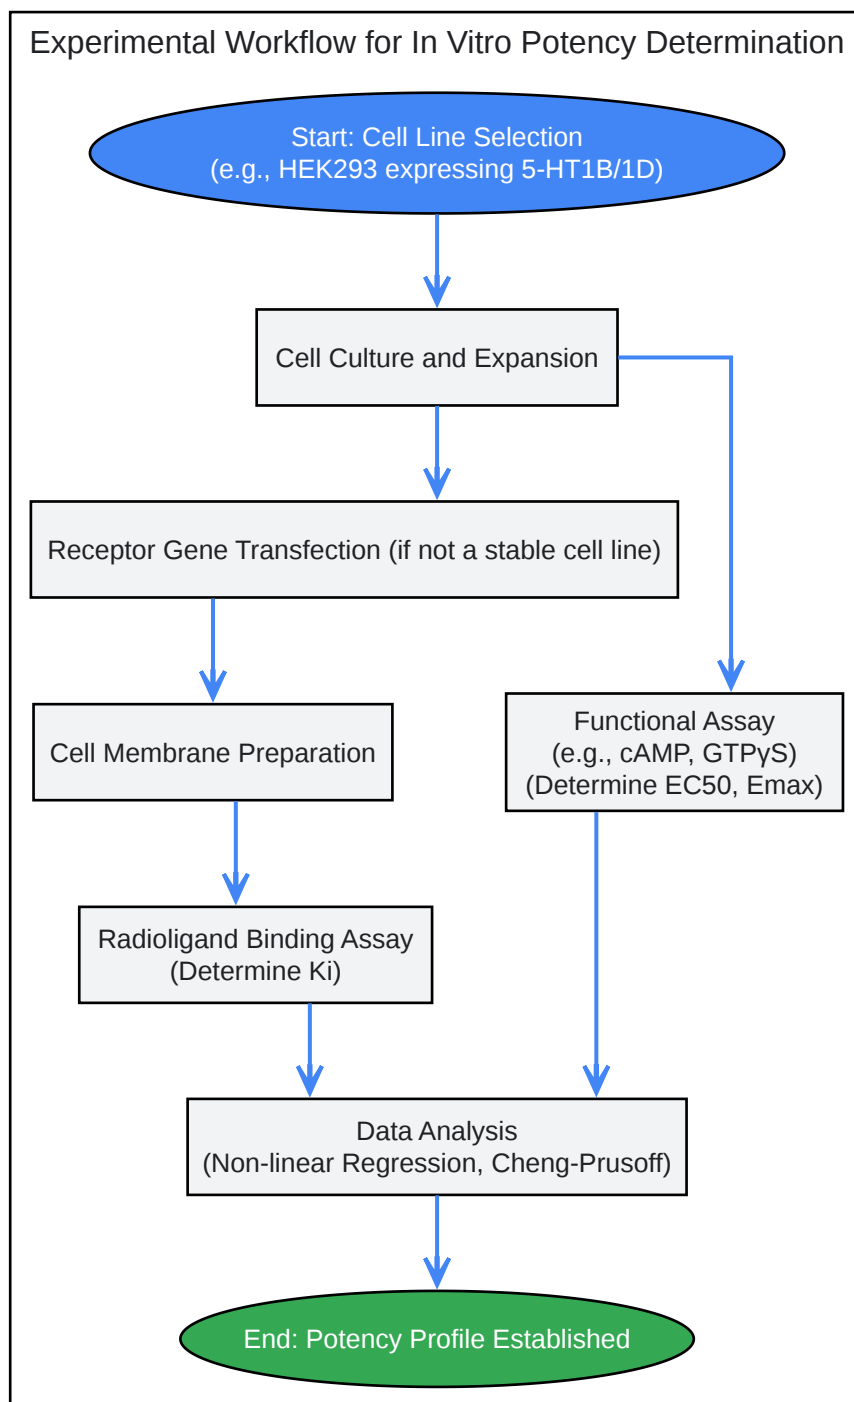 Experimental Workflow for In Vitro Potency Determination
Start: Cell Line Selection
(e.g., HEK293 expressing 5-HT1B/1D)
Cell Culture and Expansion
Receptor Gene Transfection (if not a stable cell line)
Cell Membrane Preparation
Functional Assay
(e.g., cAMP, GTPγS)
(Determine EC50, Emax)
Radioligand Binding Assay
(Determine Ki)
Data Analysis
(Non-linear Regression, Cheng-Prusoff)
End: Potency Profile Established